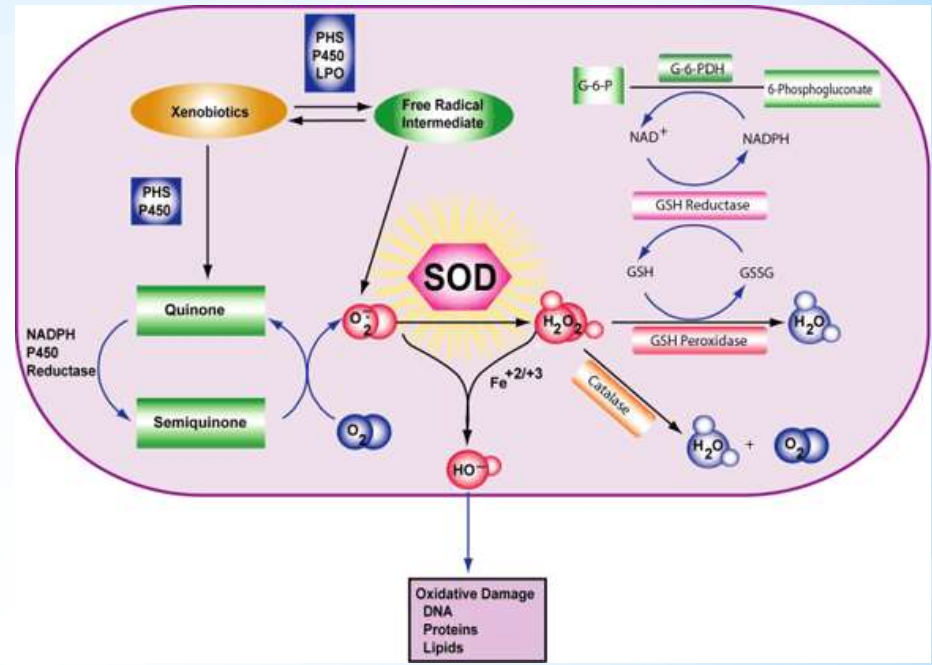 PHS
P450
LPO
Xenobiotics
Free Radical
Intermediate
G-6-PDH
G-6-P
6-Phosphogluconate
NAD+
NADPH
GSH Reductase
PHS
P450
SOD
GSH
GSSG
Quinone
O2-
H2O2
H2O
GSH Peroxidase
NADPH
P450
Reductase
Fe+2/+3
Catalase
Semiquinone
O2
H2O + O2
HO–
Oxidative Damage
DNA
Proteins
Lipids